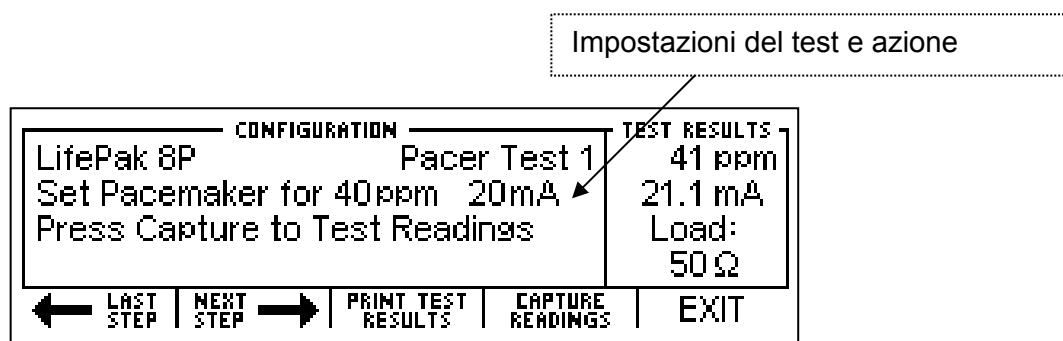 Impostazioni del test e azione
CONFIGURATION
TEST RESULTS
LifePak 8P Pacer Test 1
41 ppm
Set Pacemaker for 40ppm 20mA
21.1 mA
Press Capture to Test Readings
Load:
50 Ω
LAST STEP
NEXT STEP
PRINT TEST RESULTS
CAPTURE READINGS
EXIT